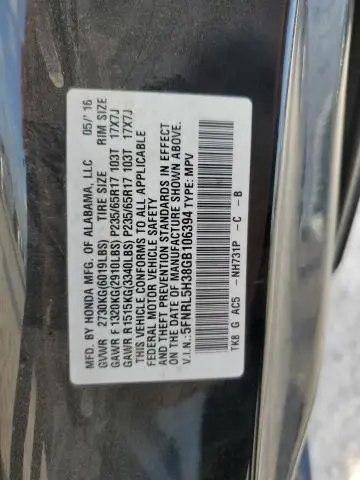 MFD. BY HONDA MFG. OF ALABAMA, LLC 05/'16
GVWR 2730KG(6019LBS) TIRE SIZE RIM SIZE
GAWR F 1320KG(2910LBS) P235/65R17 103T 17X7J
GAWR R 1515KG(3340LBS) P235/65R17 103T 17X7J
THIS VEHICLE CONFORMS TO ALL APPLICABLE
FEDERAL MOTOR VEHICLE SAFETY
AND THEFT PREVENTION STANDARDS IN EFFECT
ON THE DATE OF MANUFACTURE SHOWN ABOVE.
V.I.N.: 5FNRL5H38GB106394 TYPE: MPV
TK8 G AC5 -NH731P -C -B